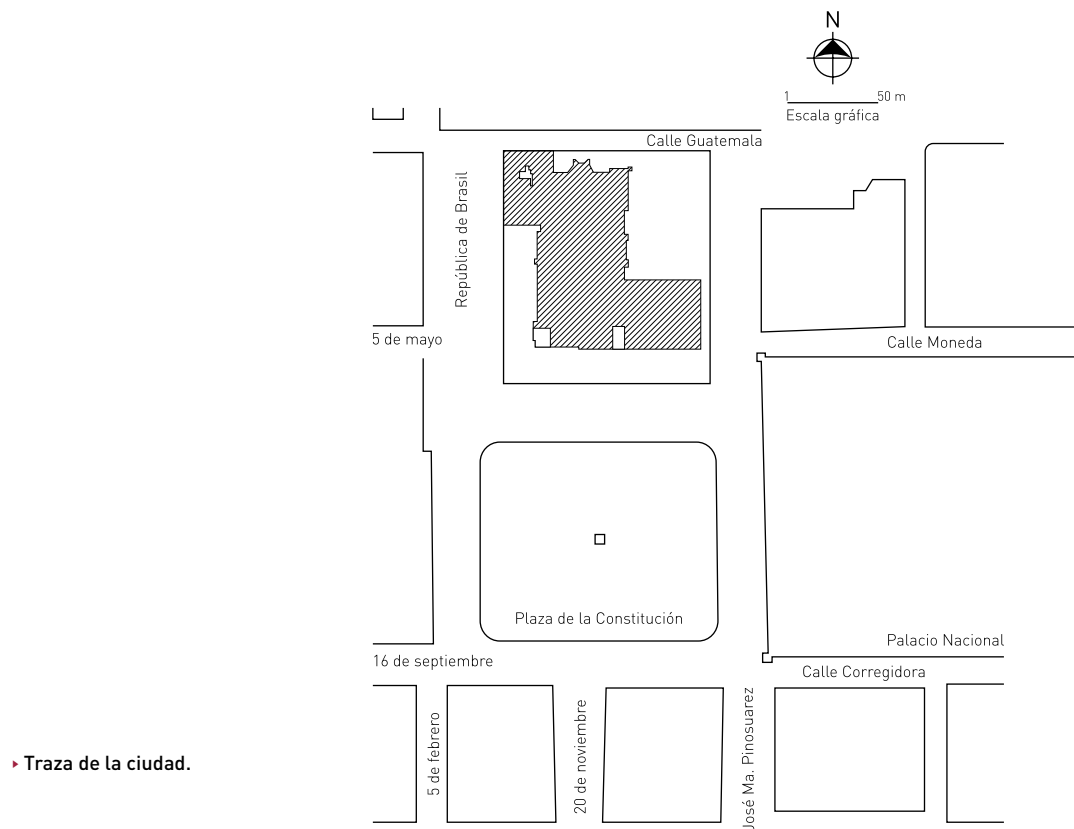 N
1 50 m
Escala gráfica
Calle Guatemala
República de Brasil
5 de mayo
Calle Moneda
Plaza de la Constitución
Palacio Nacional
16 de septiembre
Calle Corregidora
5 de febrero
20 de noviembre
José Ma. Pinosuarez
Traza de la ciudad.